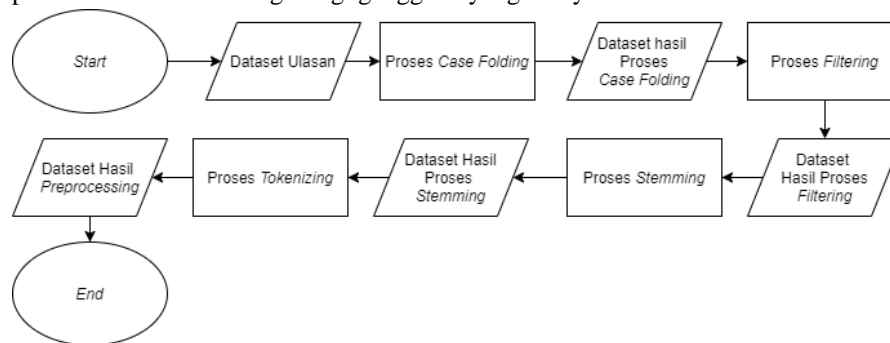 Start
Dataset Ulasan
Proses Case Folding
Dataset hasil
Proses
Case Folding
Proses Filtering
Dataset
Hasil Proses
Filtering
Proses Stemming
Dataset Hasil
Proses
Stemming
Proses Tokenizing
Dataset Hasil
Preprocessing
End